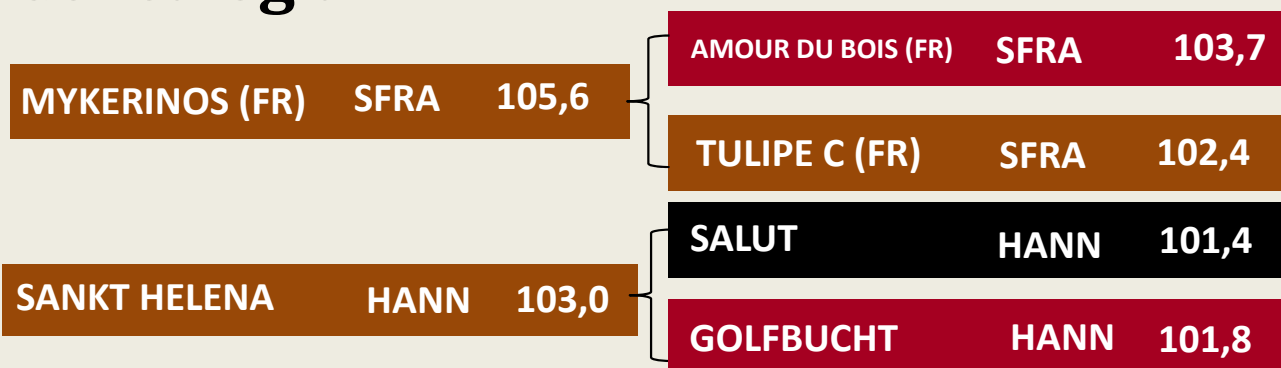 AMOUR DU BOIS (FR) SFRA 103,7
MYKERINOS (FR) SFRA 105,6
TULIPE C (FR) SFRA 102,4
SALUT HANN 101,4
SANKT HELENA HANN 103,0
GOLFBUCHT HANN 101,8